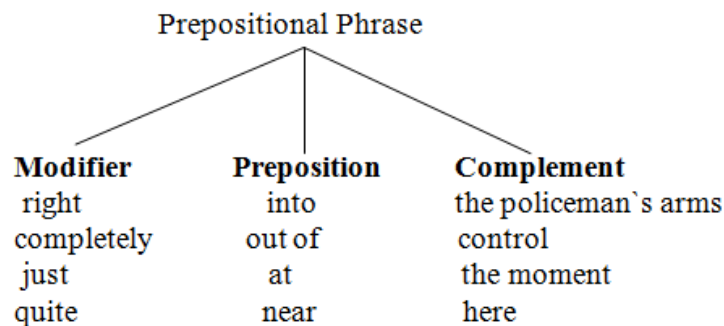 Prepositional Phrase
Modifier Preposition Complement
right into the policeman`s arms
completely out of control
just at the moment
quite near here